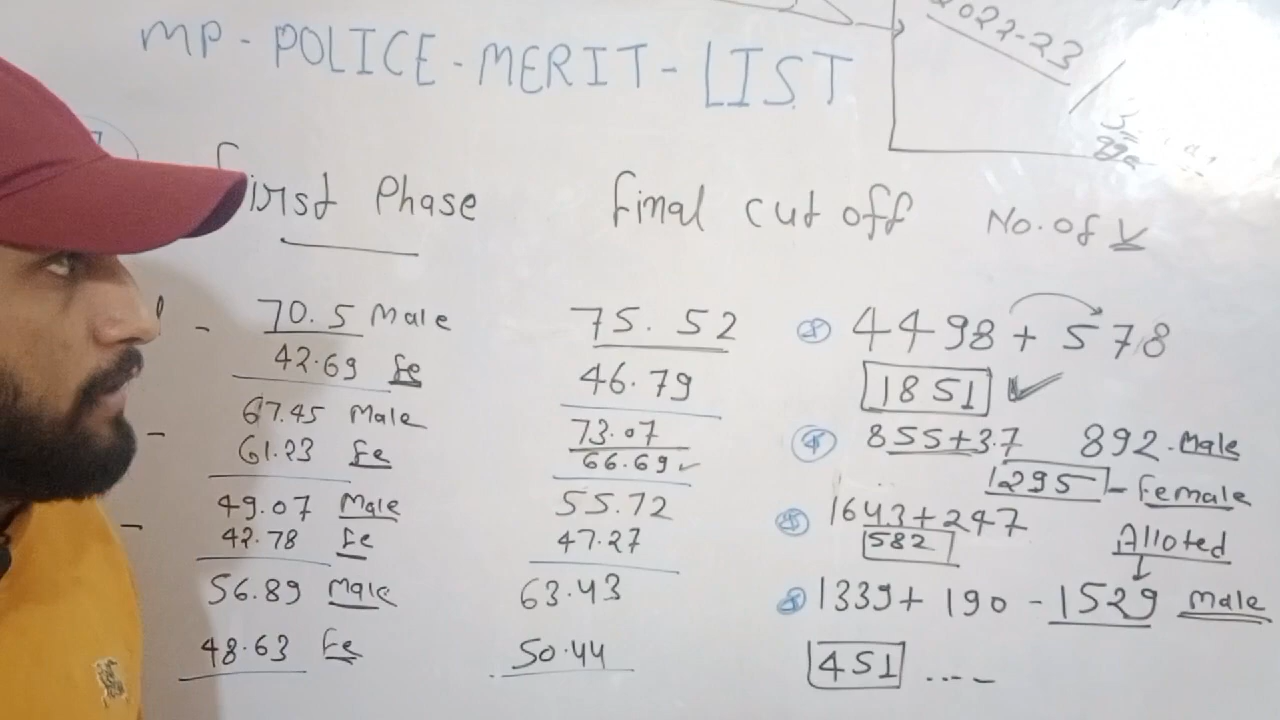 2022-23
MP - POLICE - MERIT - LIST
First Phase Final cut off No. of V
- 70.5 Male 75.52 4498 + 578
42.69 Fe 46.79 1851 ✓
- 67.45 Male 73.07 855+37 892 - Male
61.23 Fe 66.69 ✓ 1295 - Female
- 49.07 Male 55.72 1643+247
42.78 Fe 47.27 582 Alloted
56.89 Male 63.43 1339+ 190 - 1529 Male
48.63 Fe 50.44 451 ....